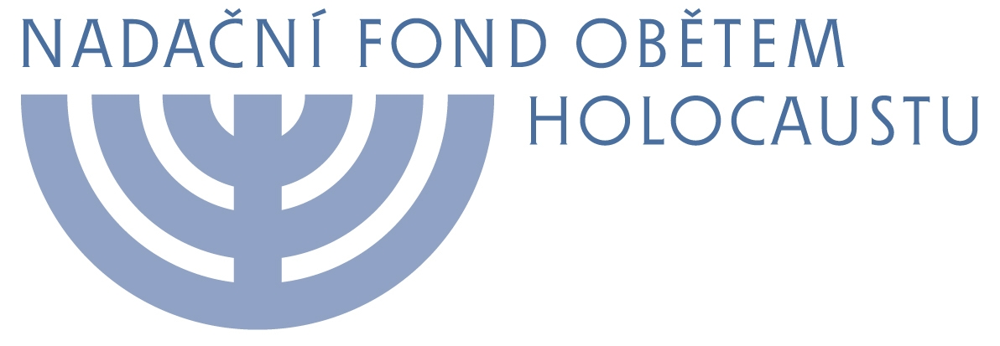 NADAČNÍ FOND OBĚTEM
HOLOCAUSTU